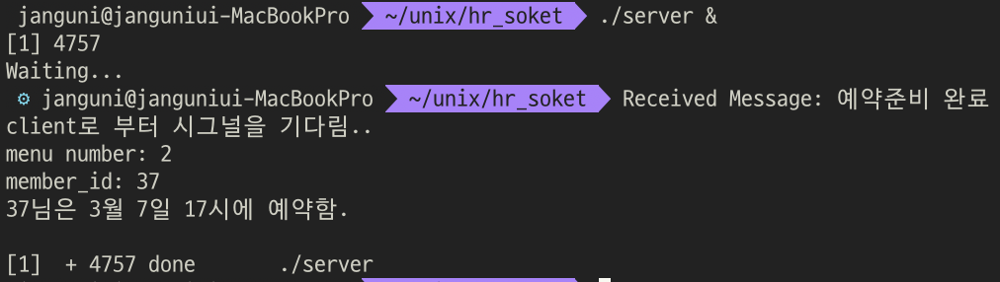 janguni@janguniui-MacBookPro ~/unix/hr_soket ./server &
[1] 4757
Waiting...
⚙ janguni@janguniui-MacBookPro ~/unix/hr_soket Received Message: 예약준비 완료
client로 부터 시그널을 기다림..
menu number: 2
member_id: 37
37님은 3월 7일 17시에 예약함.
[1]  + 4757 done       ./server